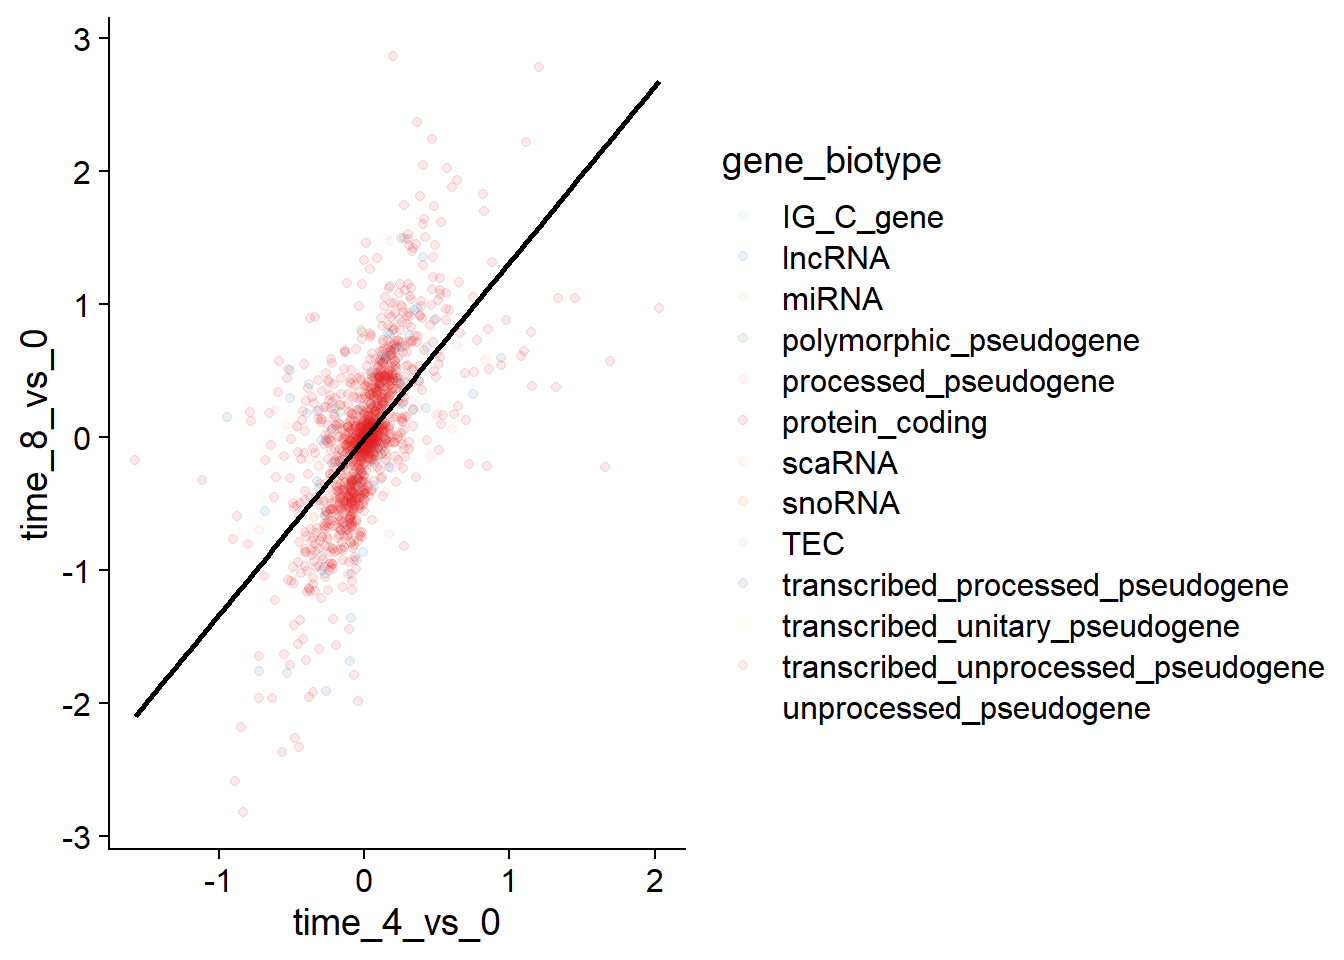 3
2
1
0
-1
-2
-3
time_8_vs_0
-1
0
1
2
time_4_vs_0
gene_biotype
IG_C_gene
lncRNA
miRNA
polymorphic_pseudogene
processed_pseudogene
protein_coding
scaRNA
snoRNA
TEC
transcribed_processed_pseudogene
transcribed_unitary_pseudogene
transcribed_unprocessed_pseudogene
unprocessed_pseudogene